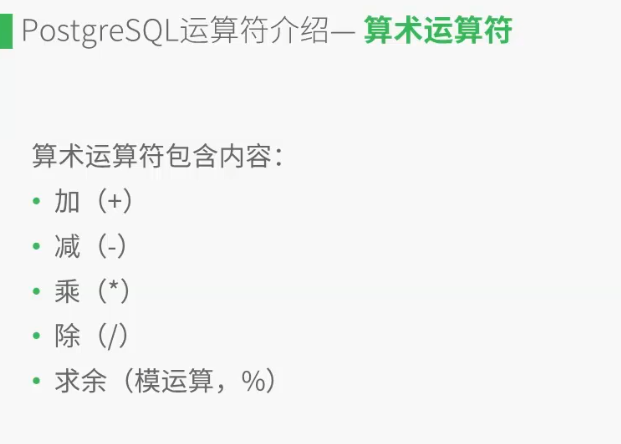 PostgreSQL运算符介绍— 算术运算符
算术运算符包含内容：
• 加（+）
• 减（-）
• 乘（*）
• 除（/）
• 求余（模运算，%）